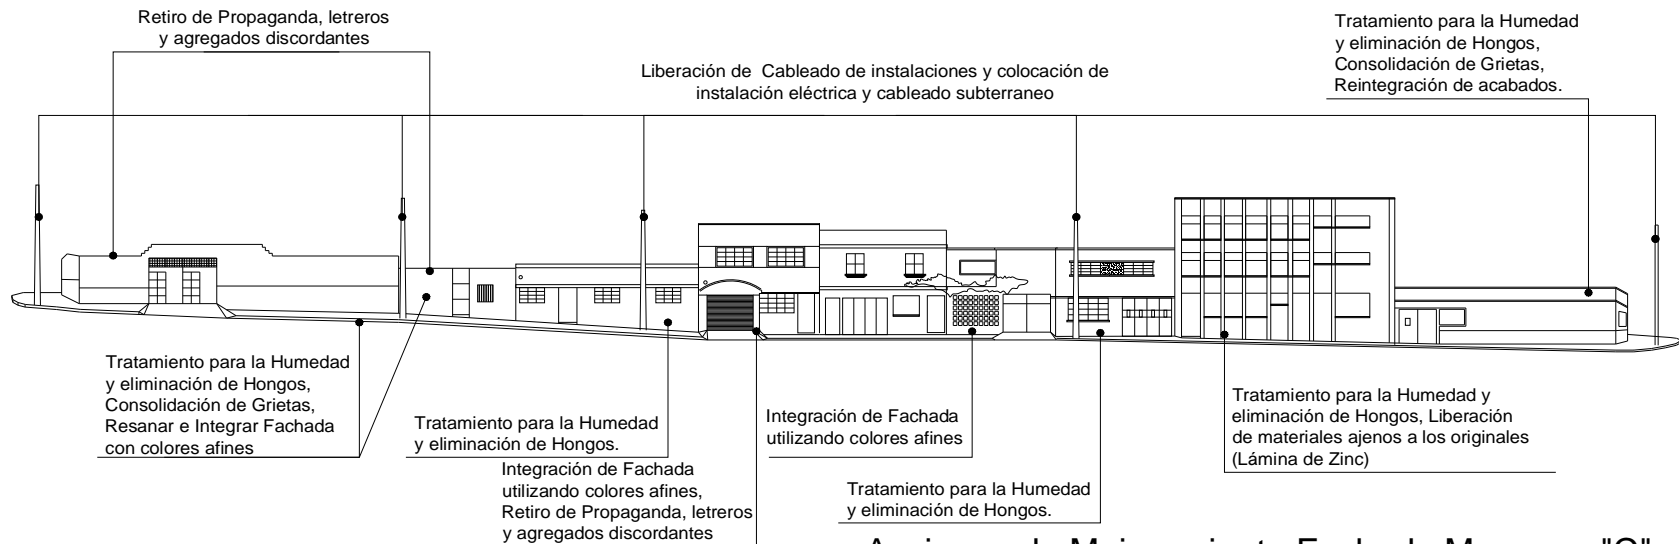 Retiro de Propaganda, letreros
y agregados discordantes
Liberación de Cableado de instalaciones y colocación de
instalación eléctrica y cableado subterraneo
Tratamiento para la Humedad
y eliminación de Hongos,
Consolidación de Grietas,
Reintegración de acabados.
Tratamiento para la Humedad
y eliminación de Hongos,
Consolidación de Grietas,
Resanar e Integrar Fachada
con colores afines
Tratamiento para la Humedad
y eliminación de Hongos.
Integración de Fachada
utilizando colores afines,
Retiro de Propaganda, letreros
y agregados discordantes
Integración de Fachada
utilizando colores afines
Tratamiento para la Humedad
y eliminación de Hongos.
Tratamiento para la Humedad y
eliminación de Hongos, Liberación
de materiales ajenos a los originales
(Lámina de Zinc)